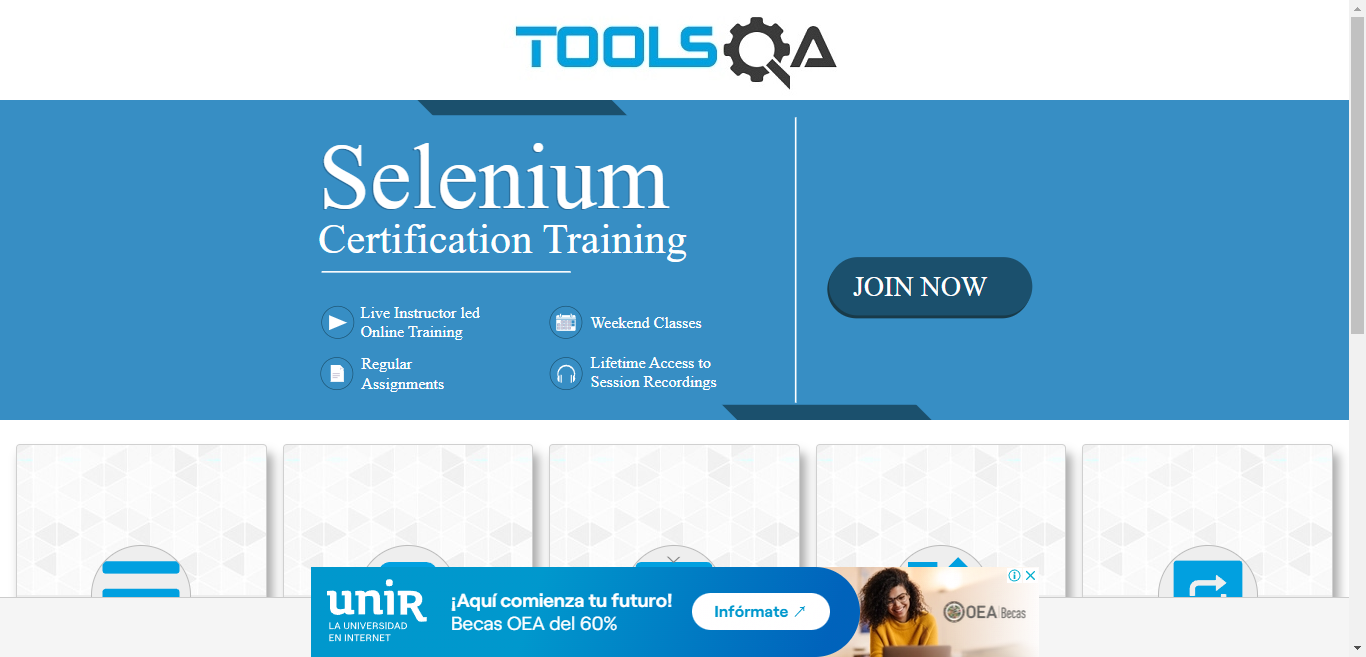 TOOLSQA
Selenium
Certification Training
Live Instructor led
Online Training
Weekend Classes
Regular
Assignments
Lifetime Access to
Session Recordings
JOIN NOW
unir
LA UNIVERSIDAD
EN INTERNET
¡Aquí comienza tu futuro!
Becas OEA del 60%
Infórmate
OEA Becas